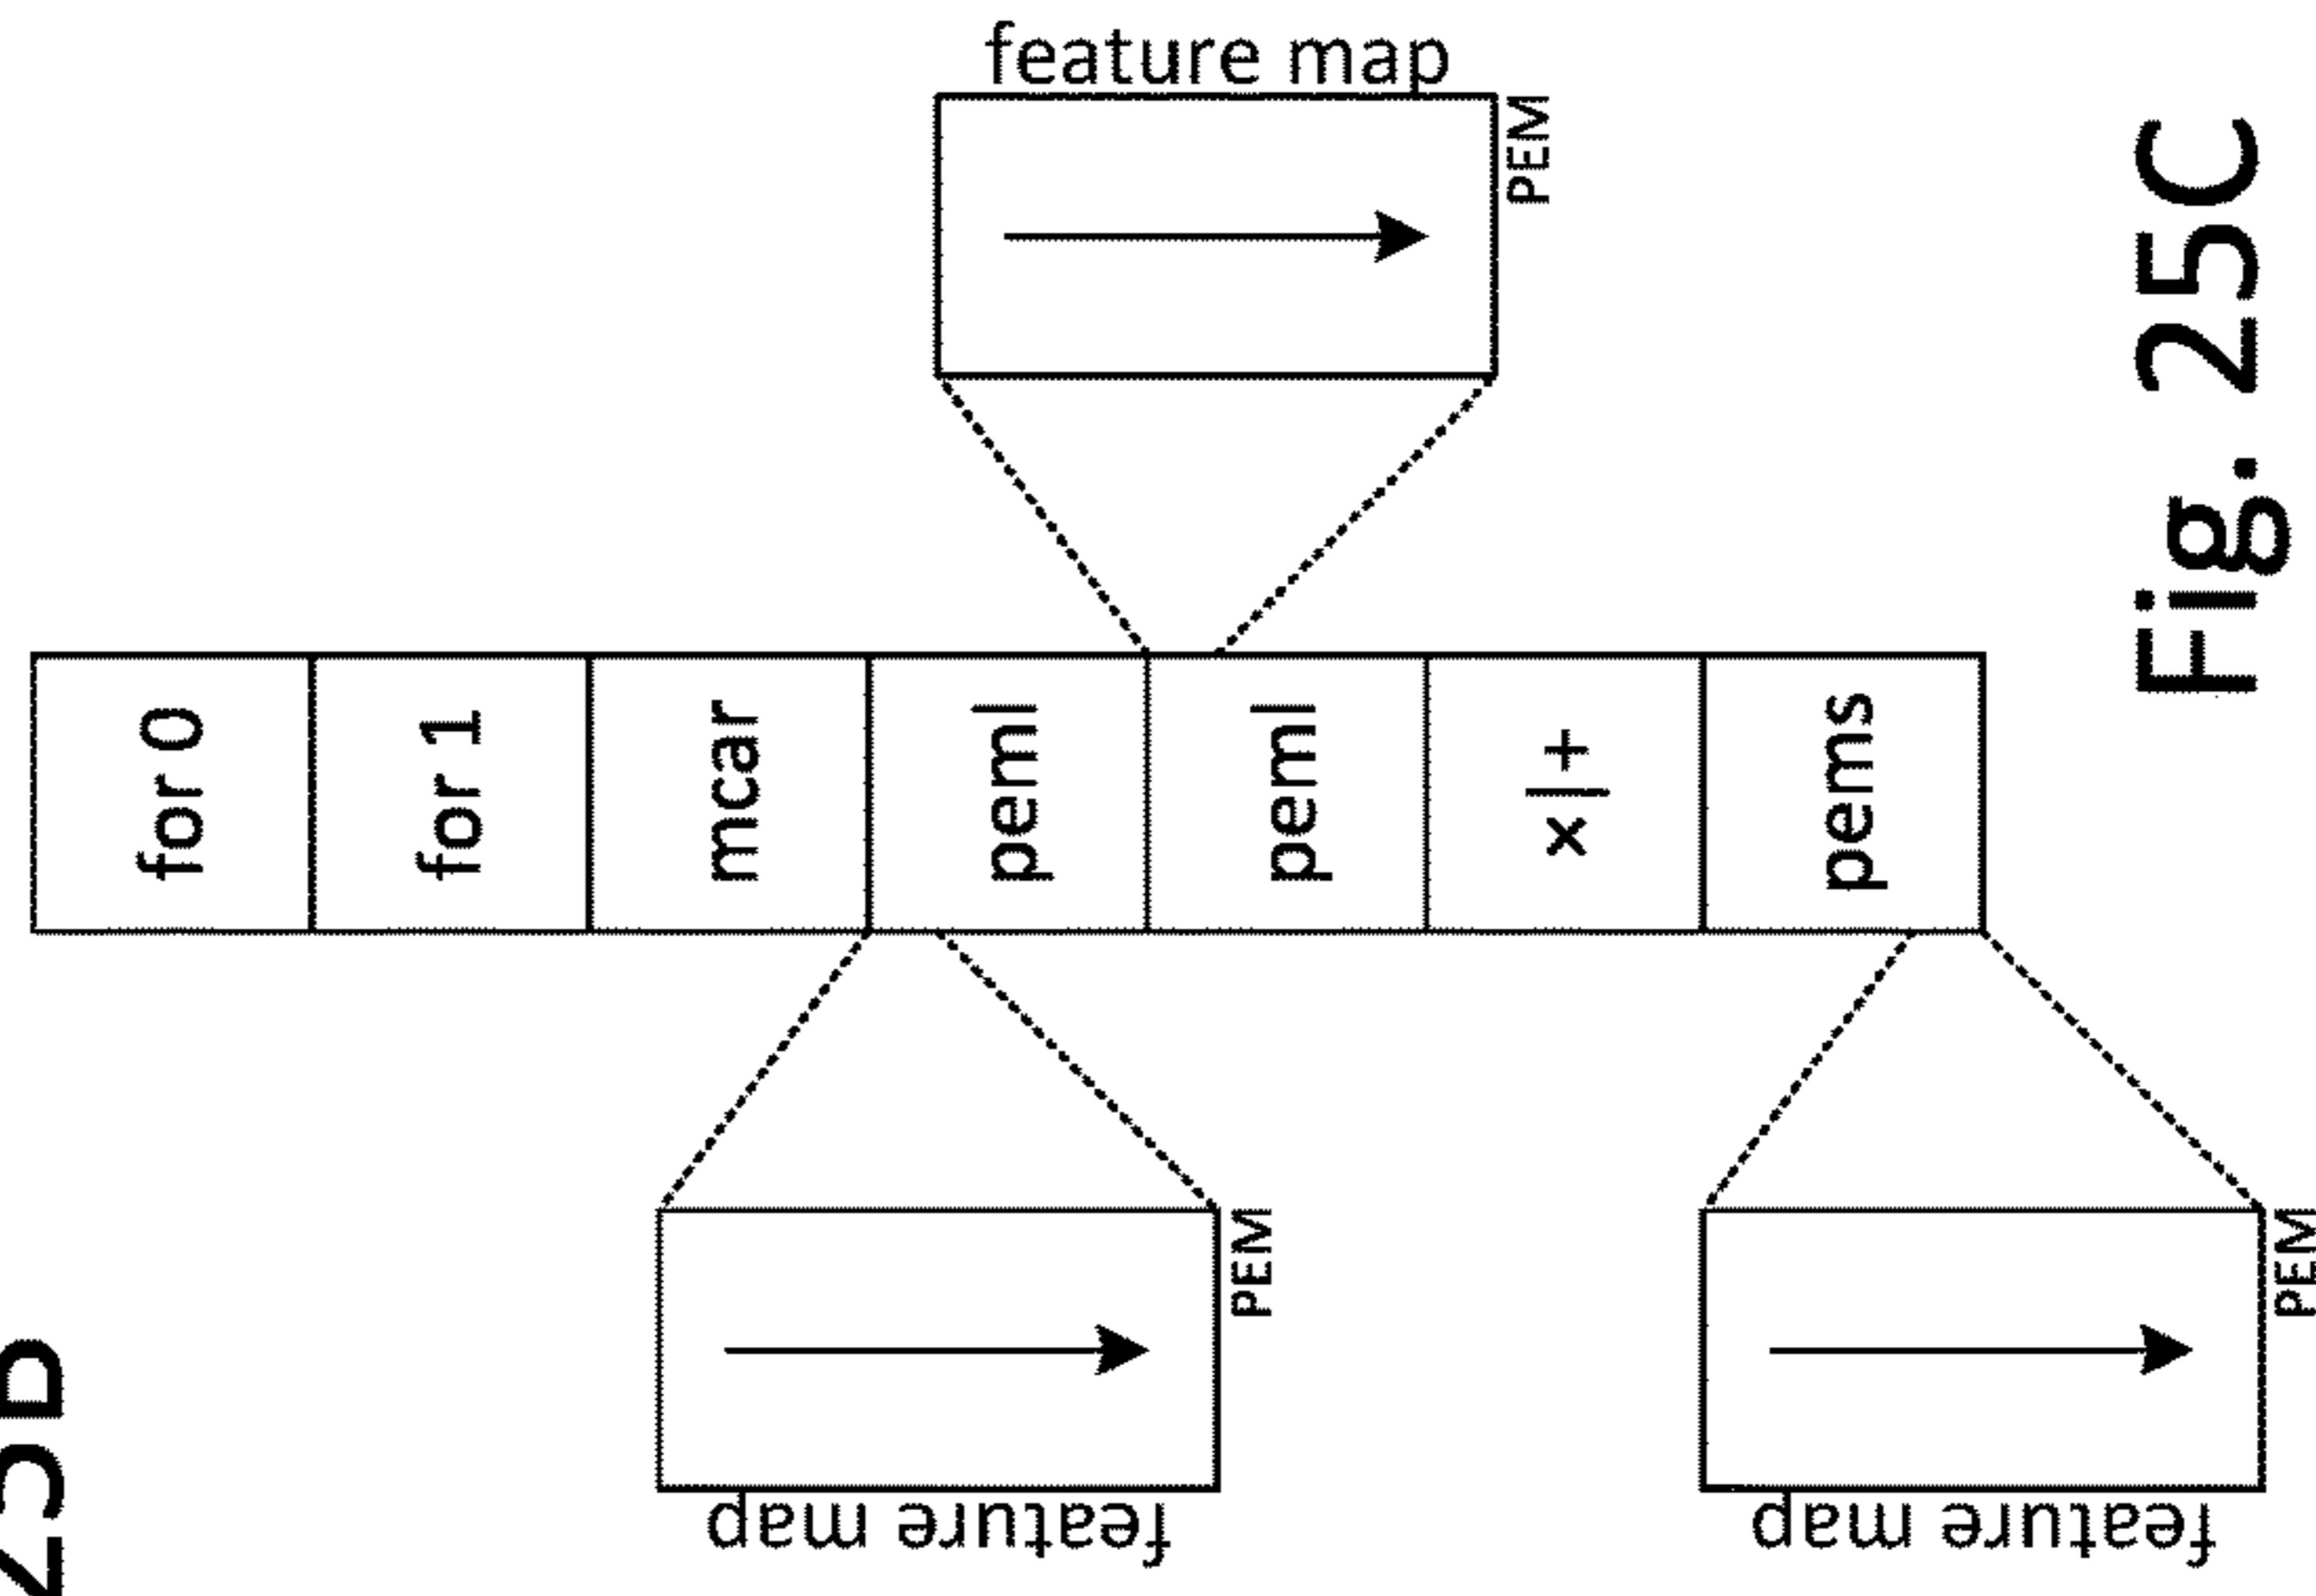 for 0
for 1
mcar
feature map
peml
PEM
feature map
peml
PEM
x|+
feature map
pems
PEM
Fig. 25C